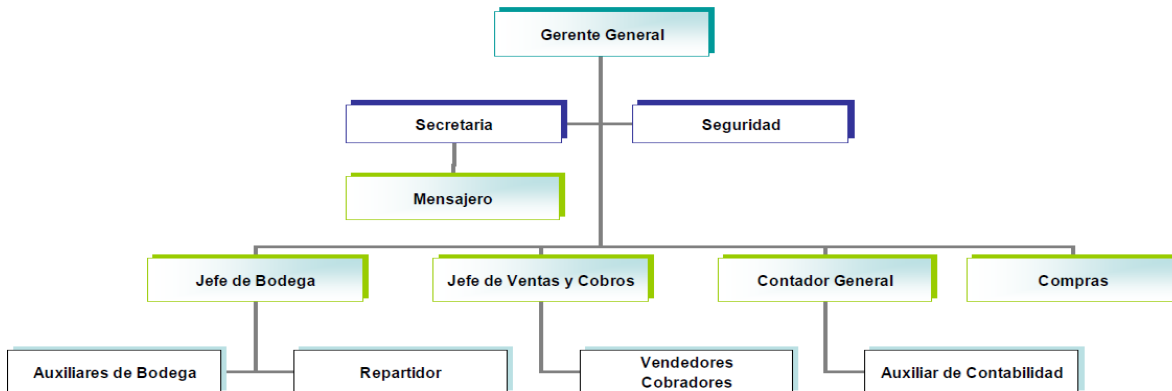 Gerente General
Secretaria
Seguridad
Mensajero
Jefe de Bodega
Jefe de Ventas y Cobros
Contador General
Compras
Auxiliares de Bodega
Repartidor
Vendedores
Cobradores
Auxiliar de Contabilidad